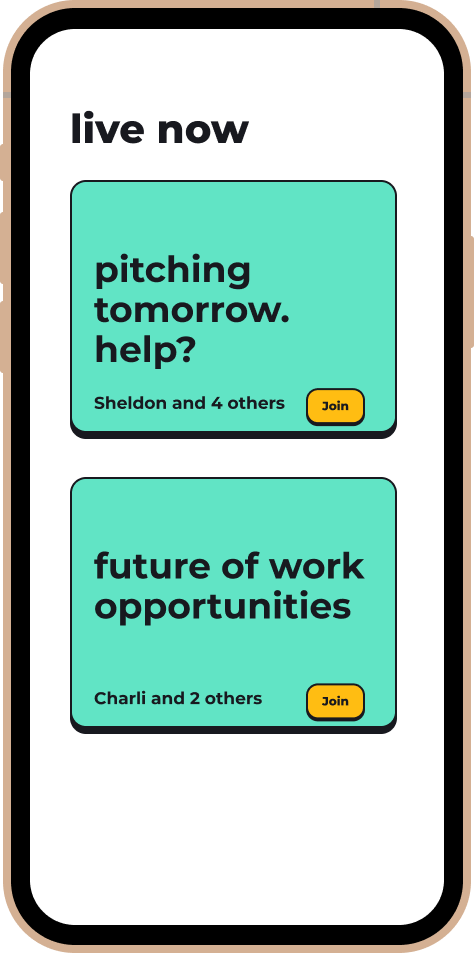 live now
pitching
tomorrow.
help?
Sheldon and 4 others
Join
future of work
opportunities
Charli and 2 others
Join